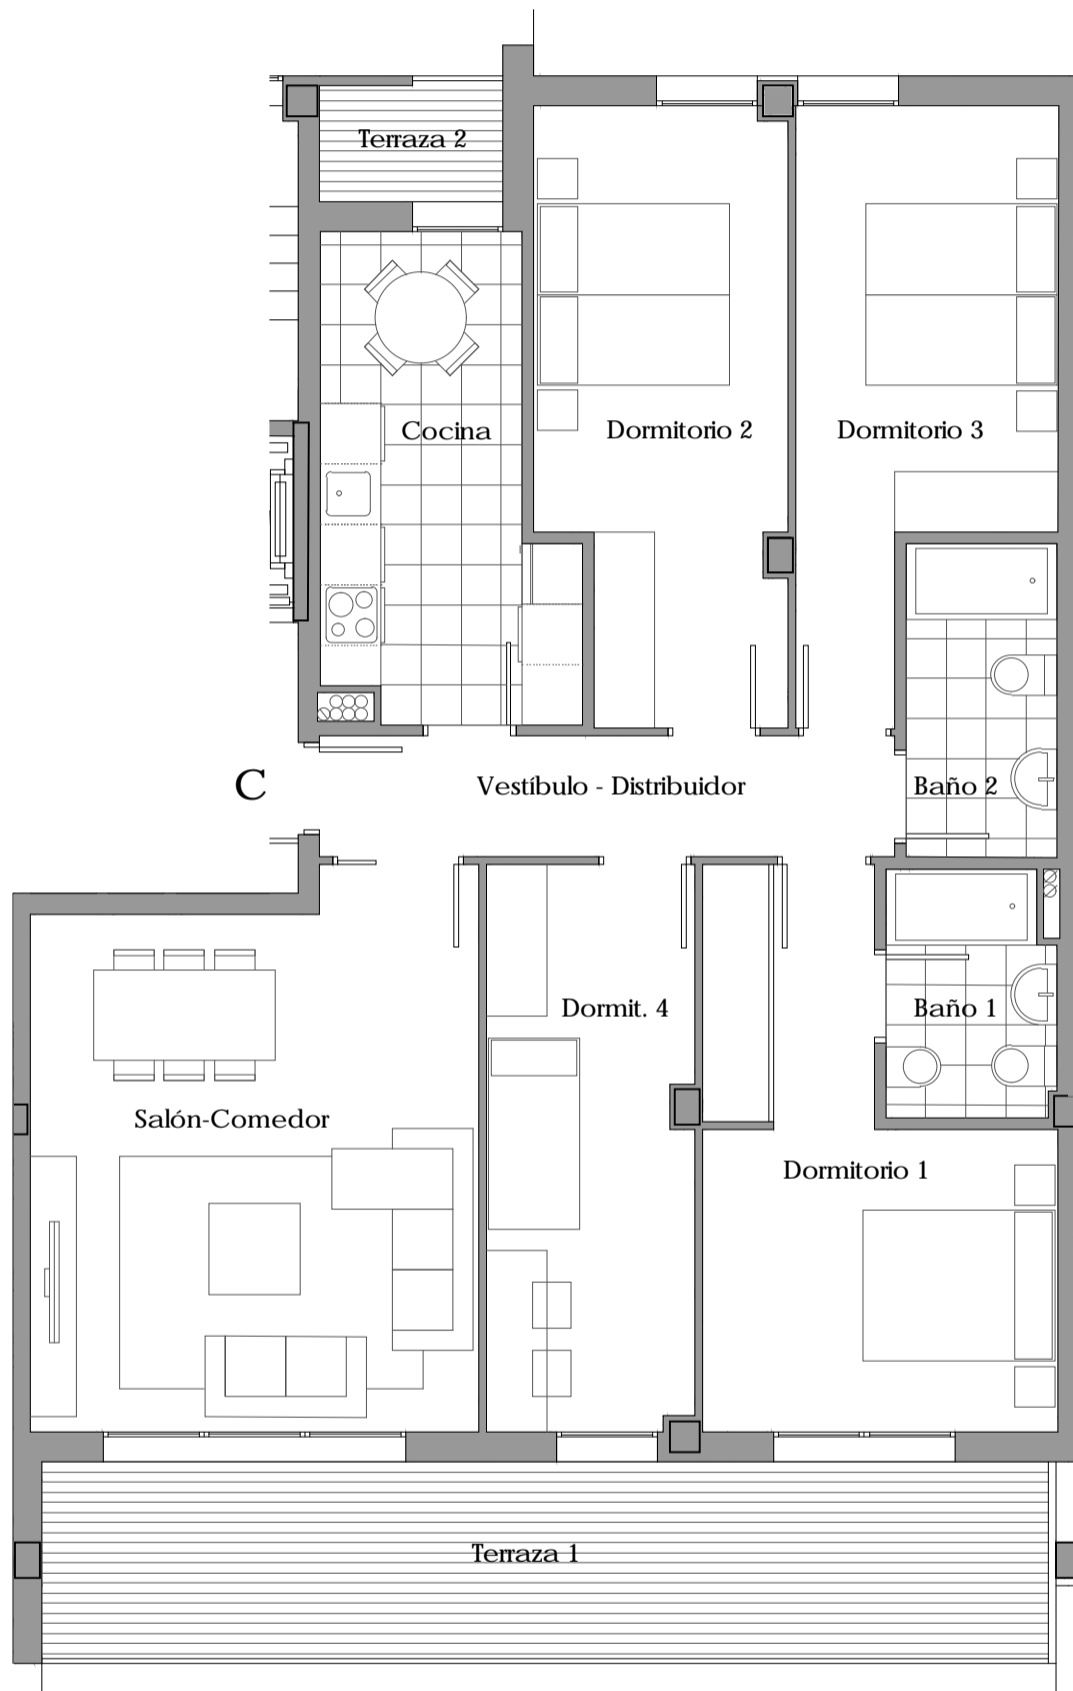 Terraza 2
Cocina
Dormitorio 2
Dormitorio 3
C
Vestíbulo - Distribuidor
Baño 2
Dormit. 4
Baño 1
Salón-Comedor
Dormitorio 1
Terraza 1